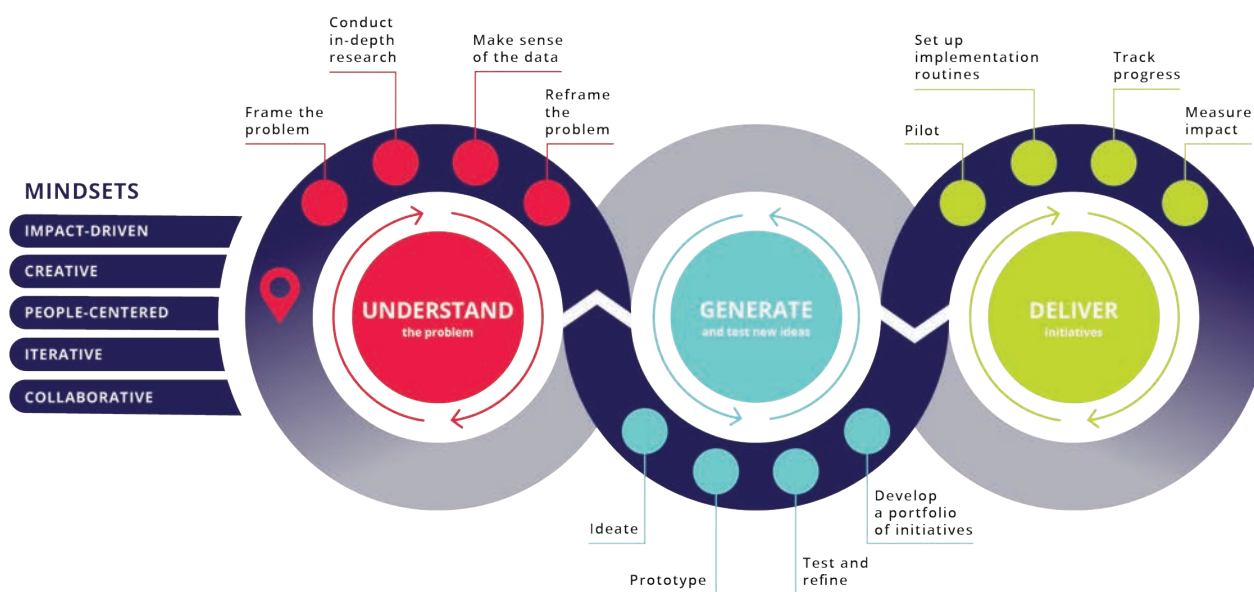 MINDSETS
IMPACT-DRIVEN
CREATIVE
PEOPLE-CENTERED
ITERATIVE
COLLABORATIVE
Frame the
problem
Conduct
in-depth
research
Make sense
of the data
Reframe
the
problem
UNDERSTAND
the problem
GENERATE
and test new ideas
Ideate
Prototype
Test and
refine
Develop
a portfolio
of initiatives
Pilot
Set up
implementation
routines
Track
progress
Measure
impact
DELIVER
initiatives